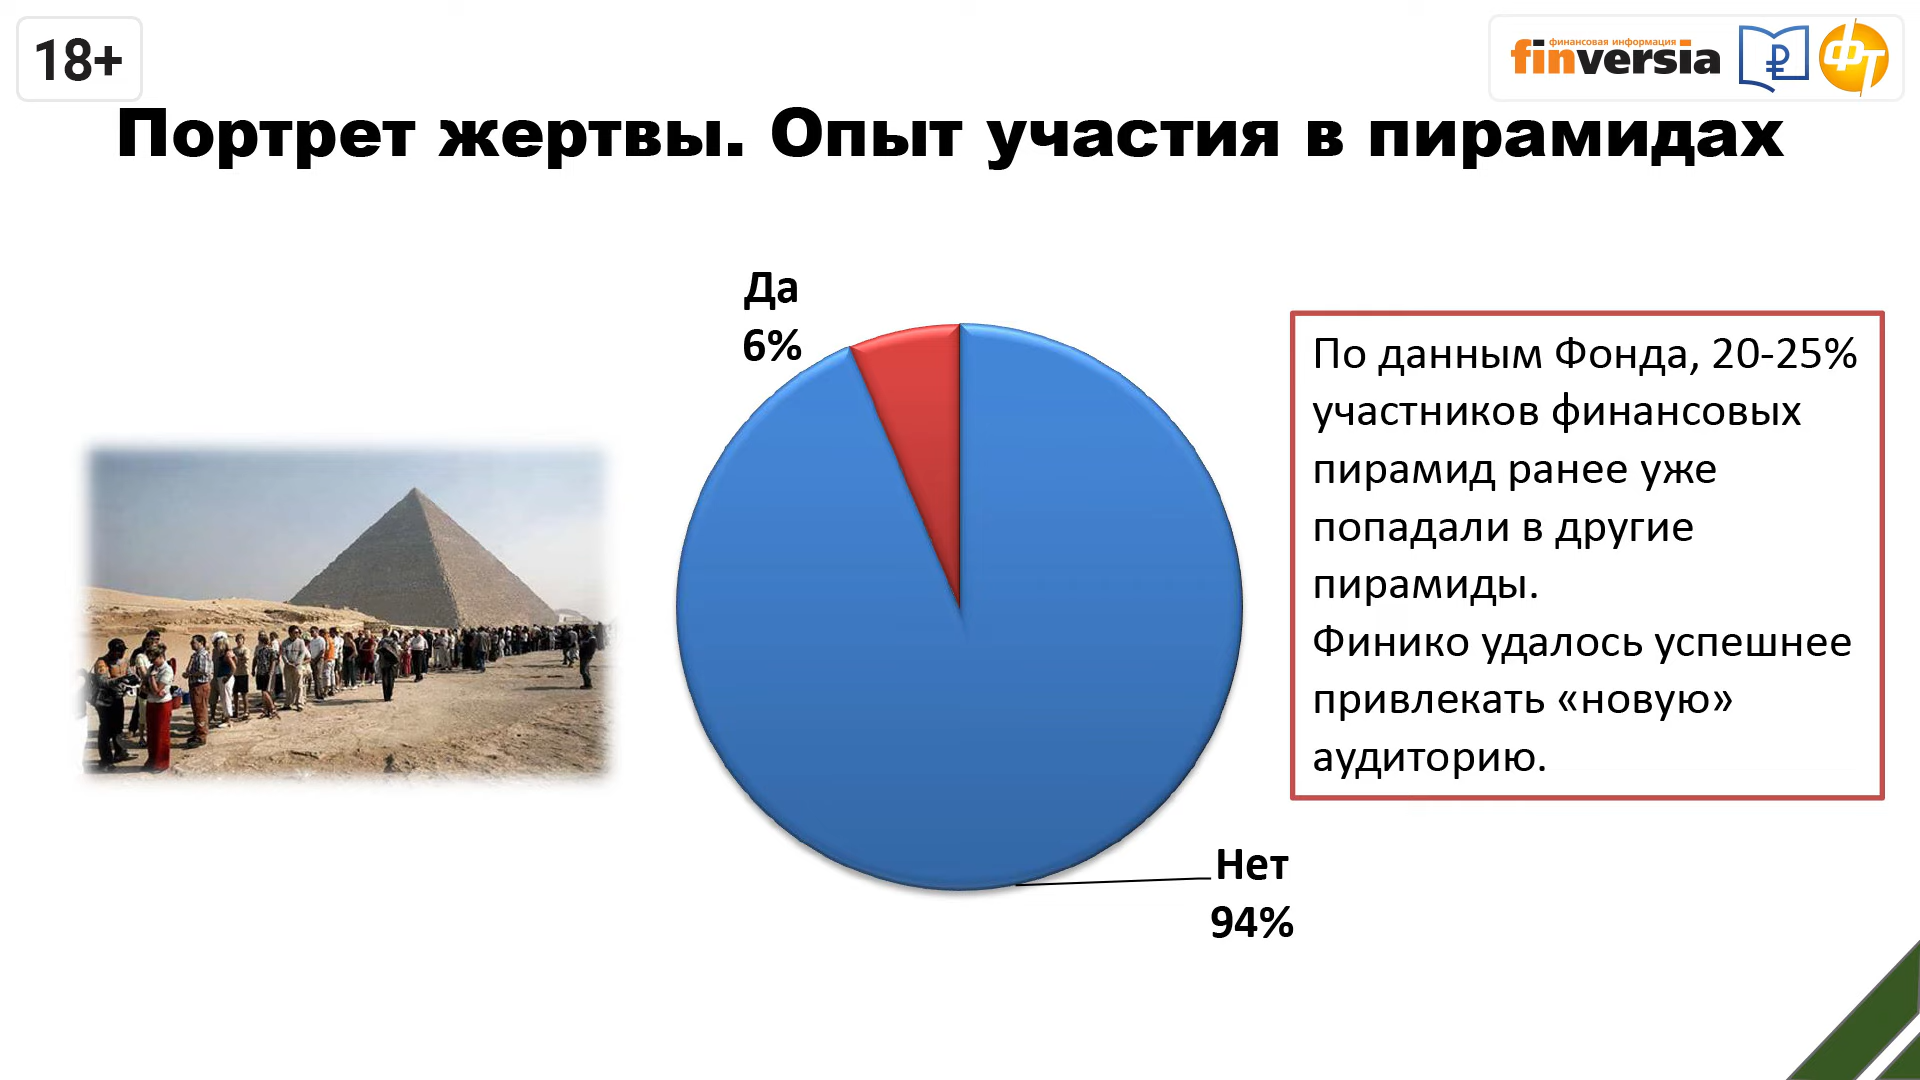 18+
финансовая информация
finversia
ФТ
Портрет жертвы. Опыт участия в пирамидах
Да
6%
По данным Фонда, 20-25%
участников финансовых
пирамид ранее уже
попадали в другие
пирамиды.
Финико удалось успешнее
привлекать «новую»
аудиторию.
Нет
94%